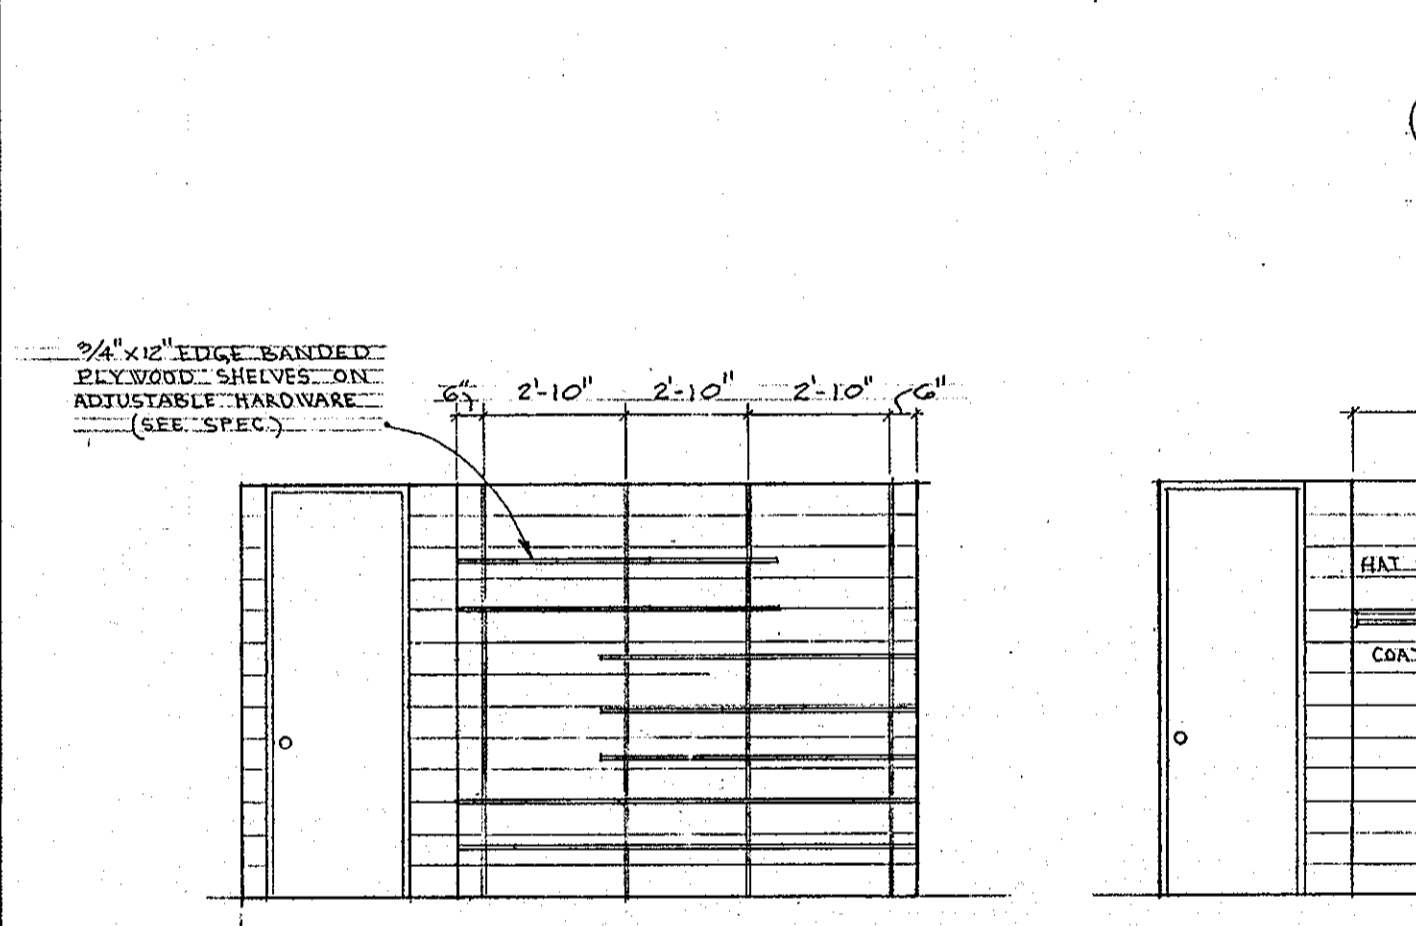 3/4" X 12" EDGE BANDED
PLYWOOD SHELVES ON
ADJUSTABLE HARDWARE
(SEE SPEC.)
6" 2'-10" 2'-10" 2'-10" 6"
HAT